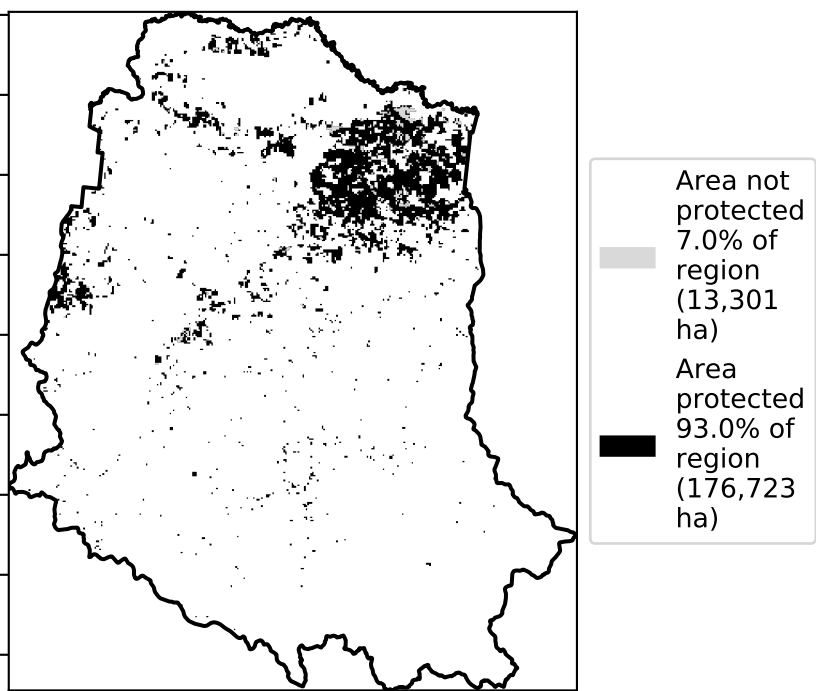 Area not
protected
7.0% of
region
(13,301
ha)
Area
protected
93.0% of
region
(176,723
ha)